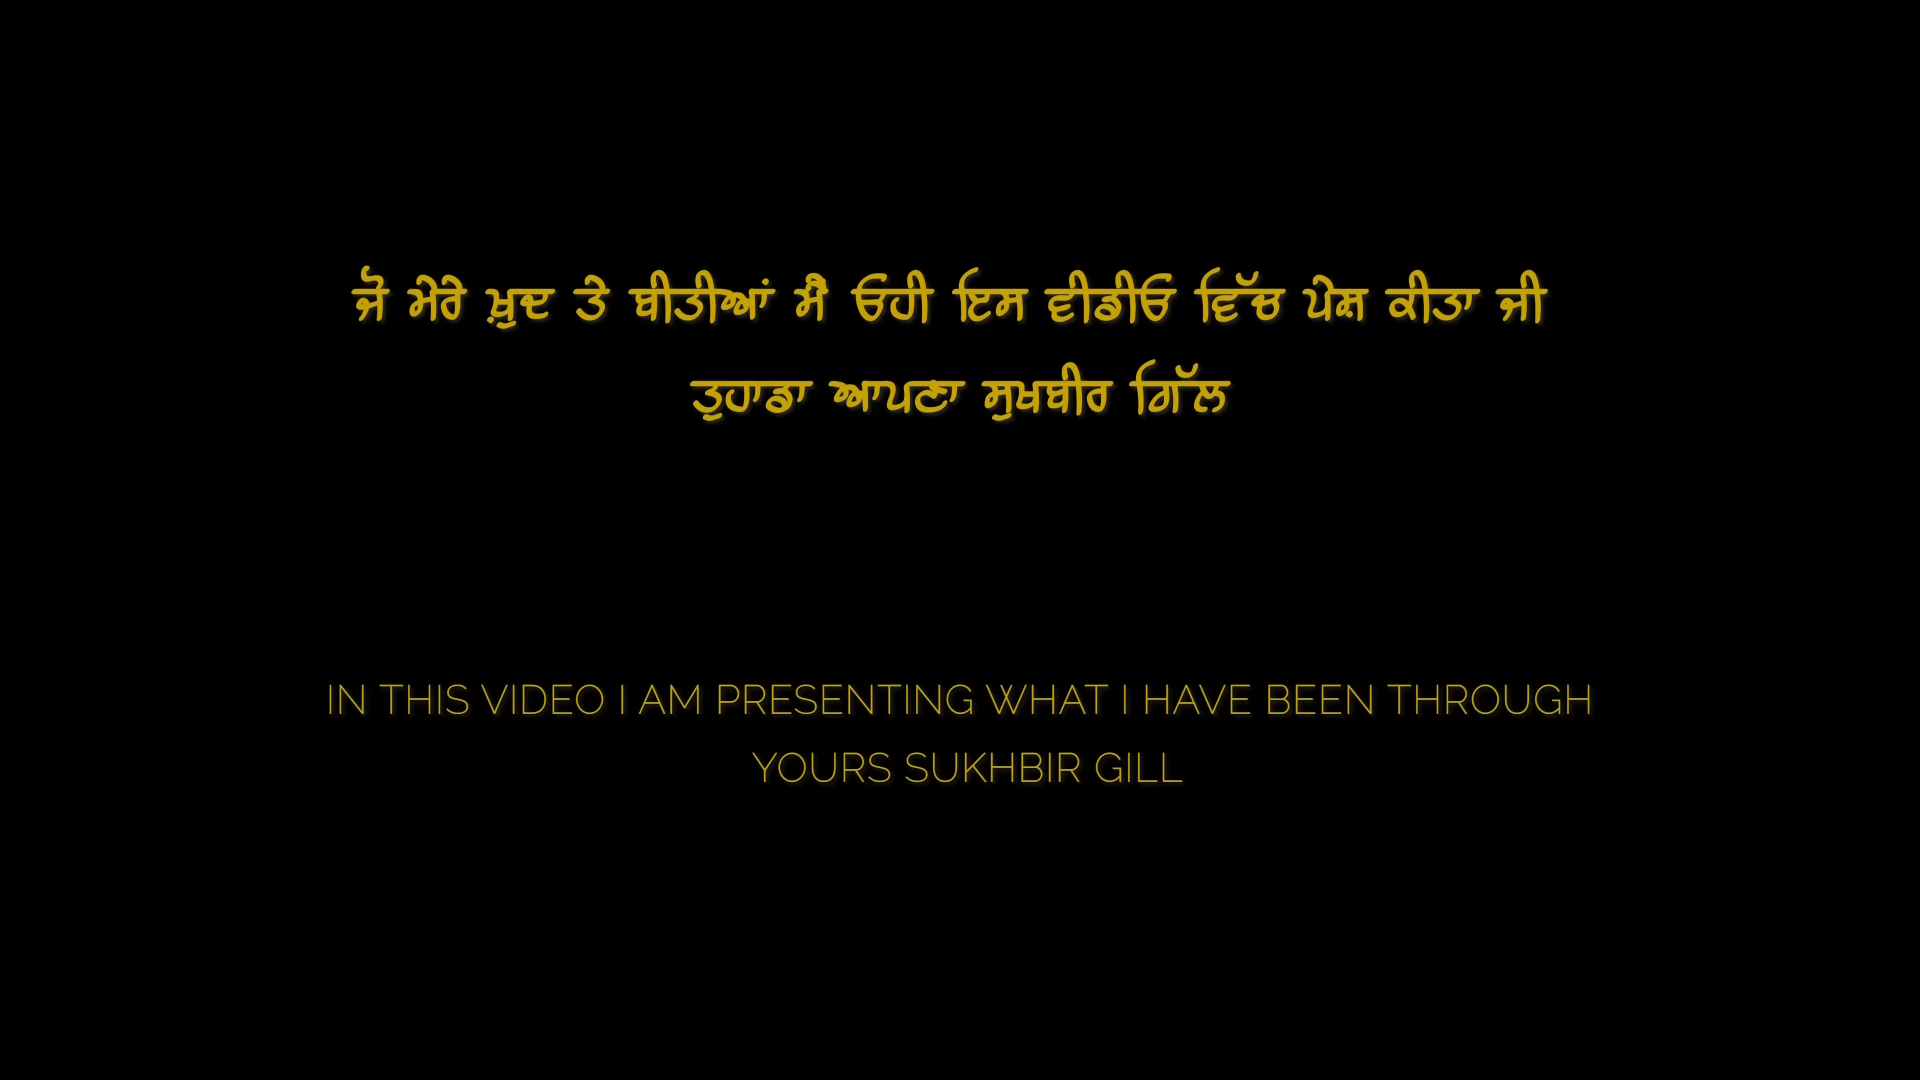 ਜੋ ਮੇਰੇ ਖ਼ੁਦ ਤੇ ਬੀਤੀਆਂ ਸੈਂ ਓਹੀ ਇਸ ਵੀਡੀਓ ਵਿੱਚ ਪੇਸ਼ ਕੀਤਾ ਜੀ
ਤੁਹਾਡਾ ਆਪਣਾ ਸੁਖਬੀਰ ਗਿੱਲ
IN THIS VIDEO I AM PRESENTING WHAT I HAVE BEEN THROUGH
YOURS SUKHBIR GILL